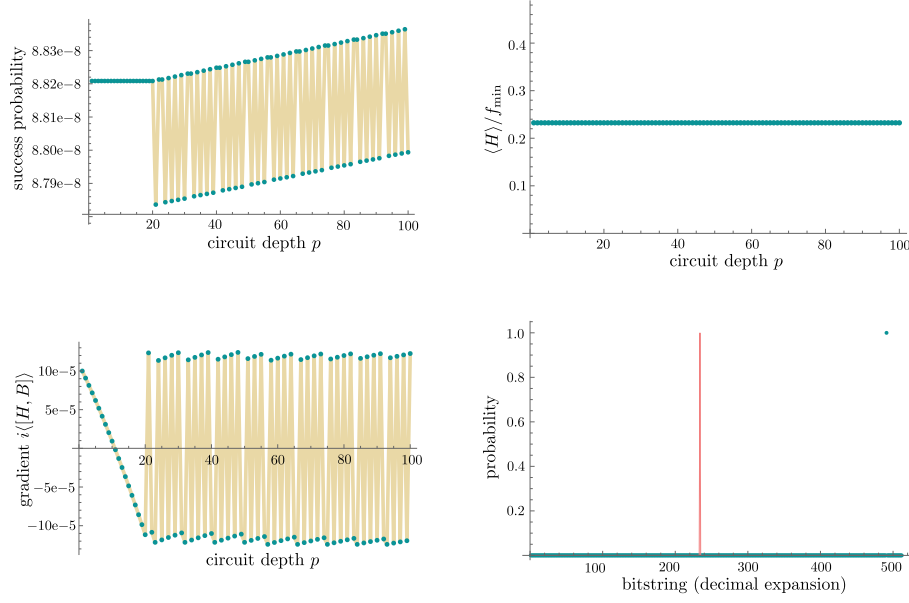 success probability
8.83e−8
8.82e−8
8.81e−8
8.80e−8
8.79e−8
20 40 60 80 100
circuit depth p
⟨H⟩/f_min
0.4
0.3
0.2
0.1
20 40 60 80 100
circuit depth p
gradient i⟨[H, B]⟩
10e−5
5e−5
−5e−5
−10e−5
20 40 60 80 100
circuit depth p
probability
1.0
0.8
0.6
0.4
0.2
100 200 300 400 500
bitstring (decimal expansion)